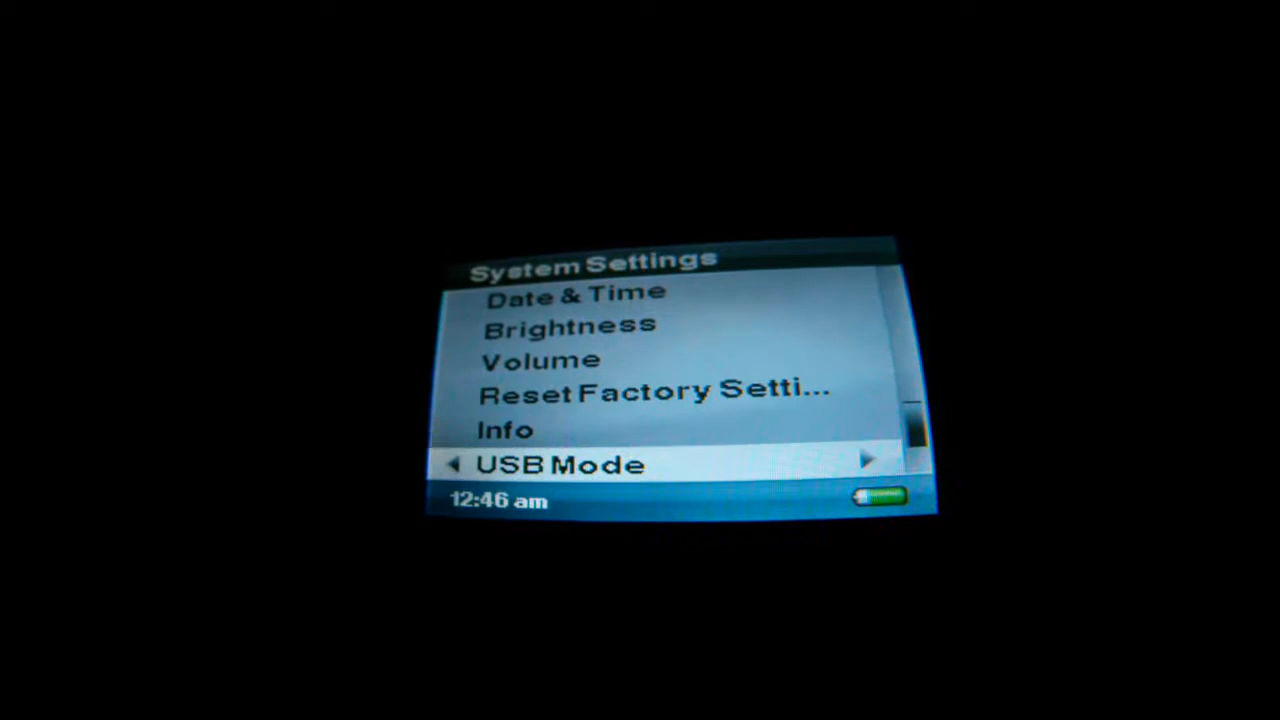 System Settings
Date & Time
Brightness
Volume
Reset Factory Setti...
Info
USB Mode
12:46 am